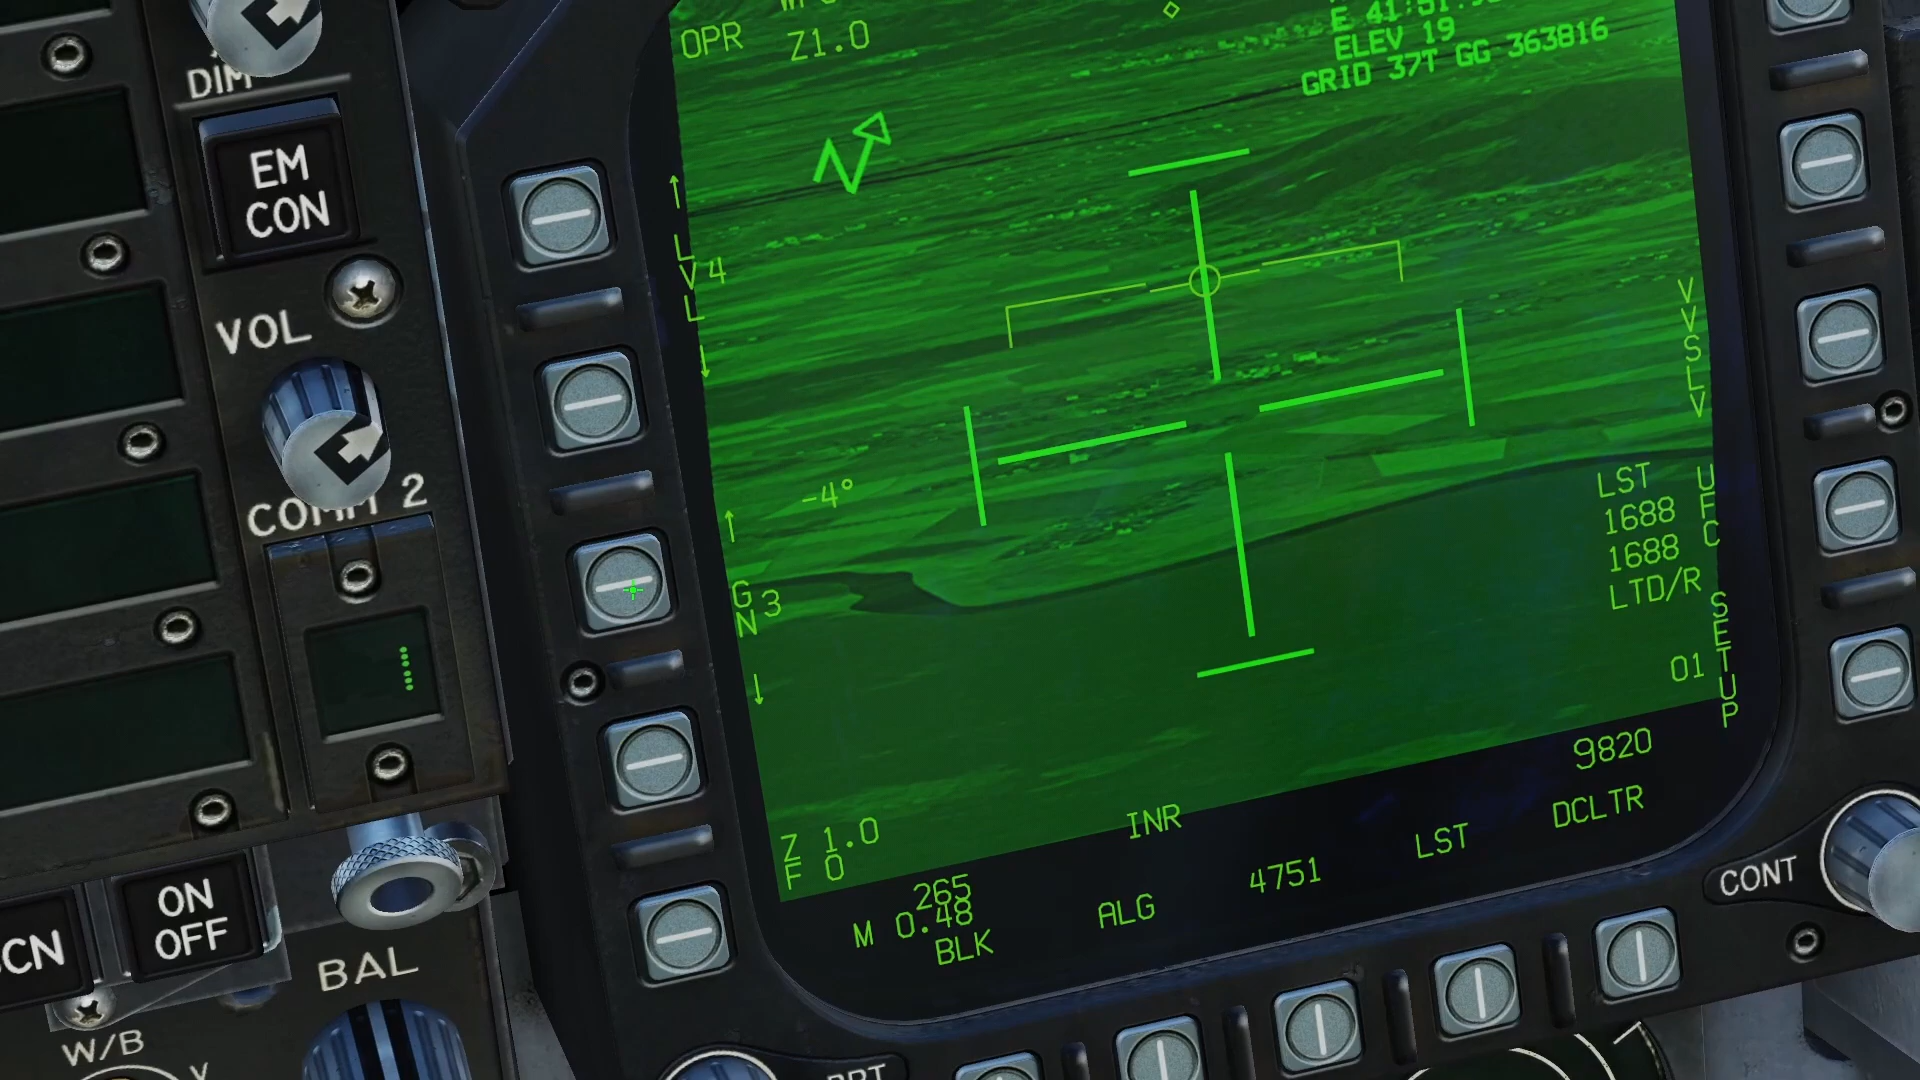 OPR
Z1.0
ELEV 19
GRID 37T GG 363816
DIM
EM
CON
VOL
COMM 2
LVL 4
-4°
GN 3
VVSLV
LST
1688
1688
LTD/R
UFC
SETUP
01
9820
Z 1.0
F 0
INR
DCLTR
LST
4751
265
M 0.48
ALG
BLK
CONT
ON
OFF
BAL
W/B